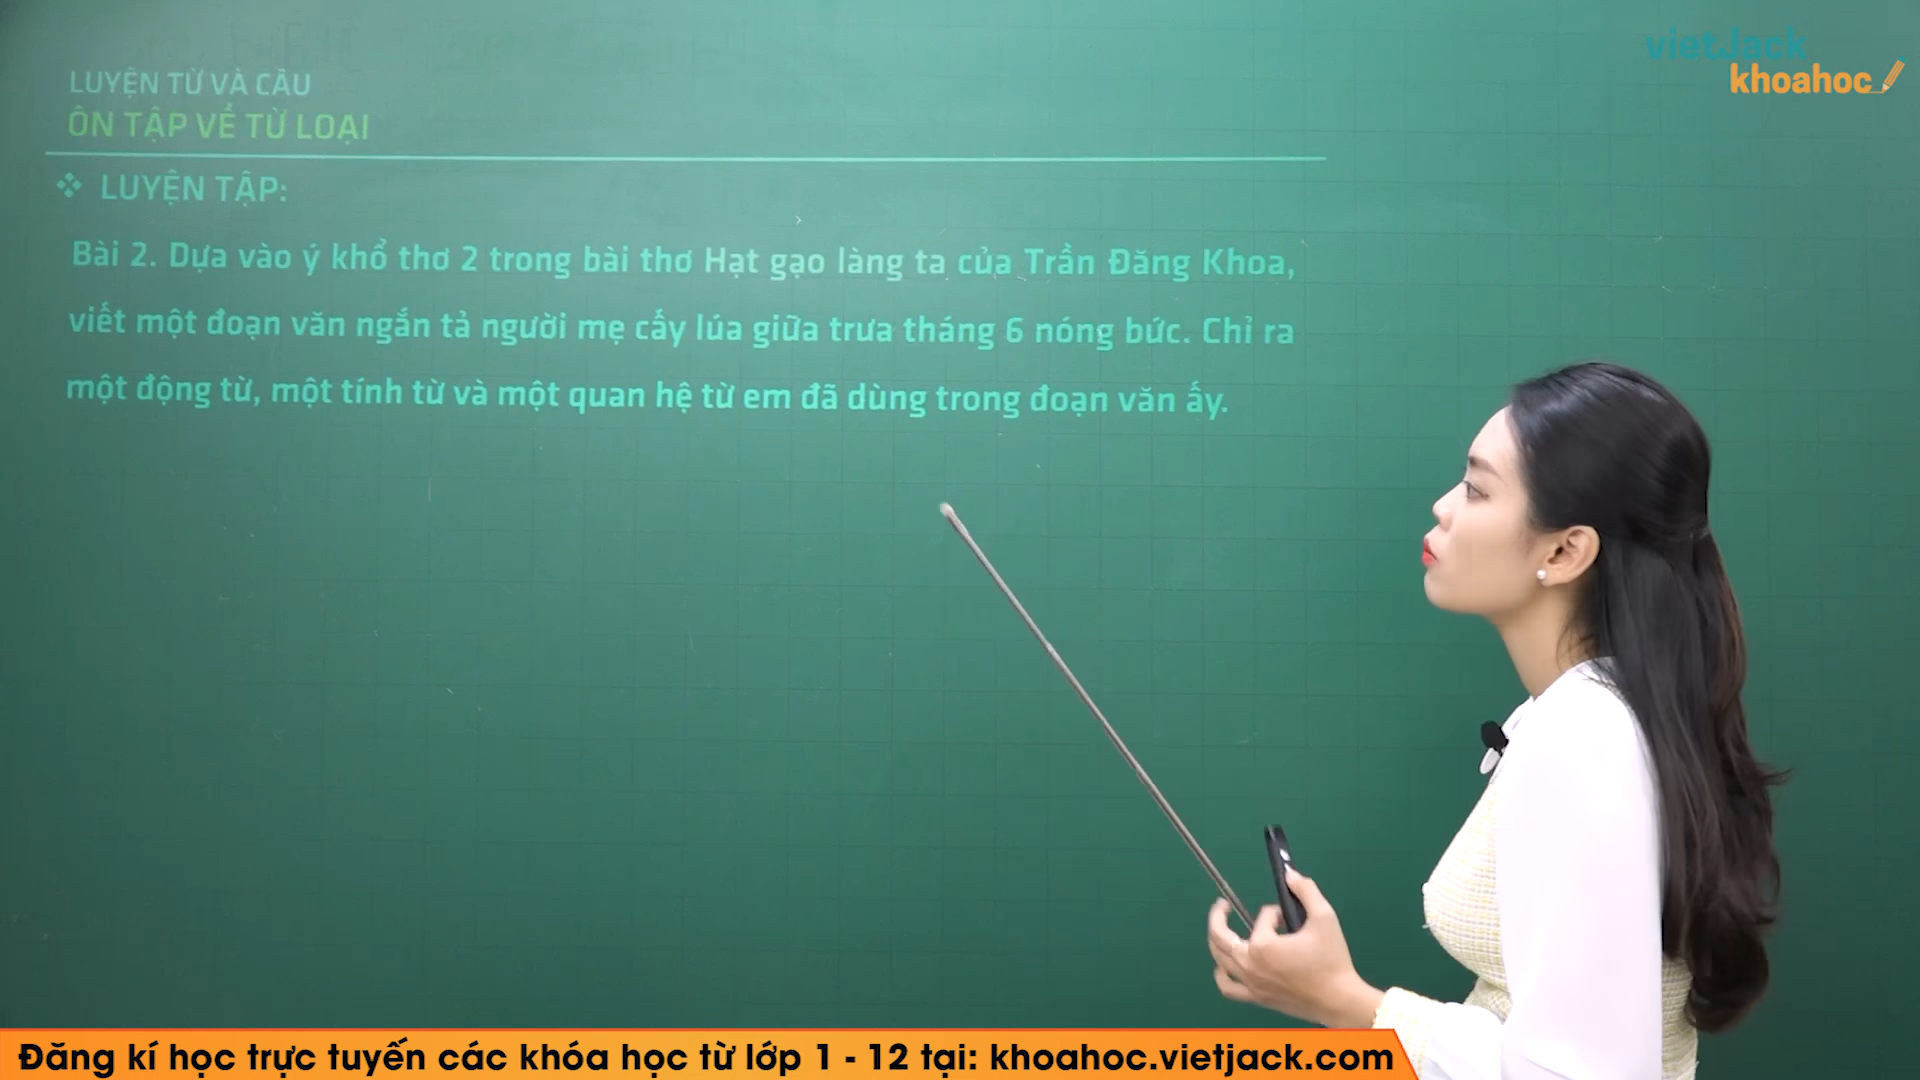 vietJack
khoahoc
LUYỆN TỪ VÀ CÂU
ÔN TẬP VỀ TỪ LOẠI
❖ LUYỆN TẬP:
Bài 2. Dựa vào ý khổ thơ 2 trong bài thơ Hạt gạo làng ta của Trần Đăng Khoa,
viết một đoạn văn ngắn tả người mẹ cấy lúa giữa trưa tháng 6 nóng bức. Chỉ ra
một động từ, một tính từ và một quan hệ từ em đã dùng trong đoạn văn ấy.
Đăng kí học trực tuyến các khóa học từ lớp 1 - 12 tại: khoahoc.vietjack.com